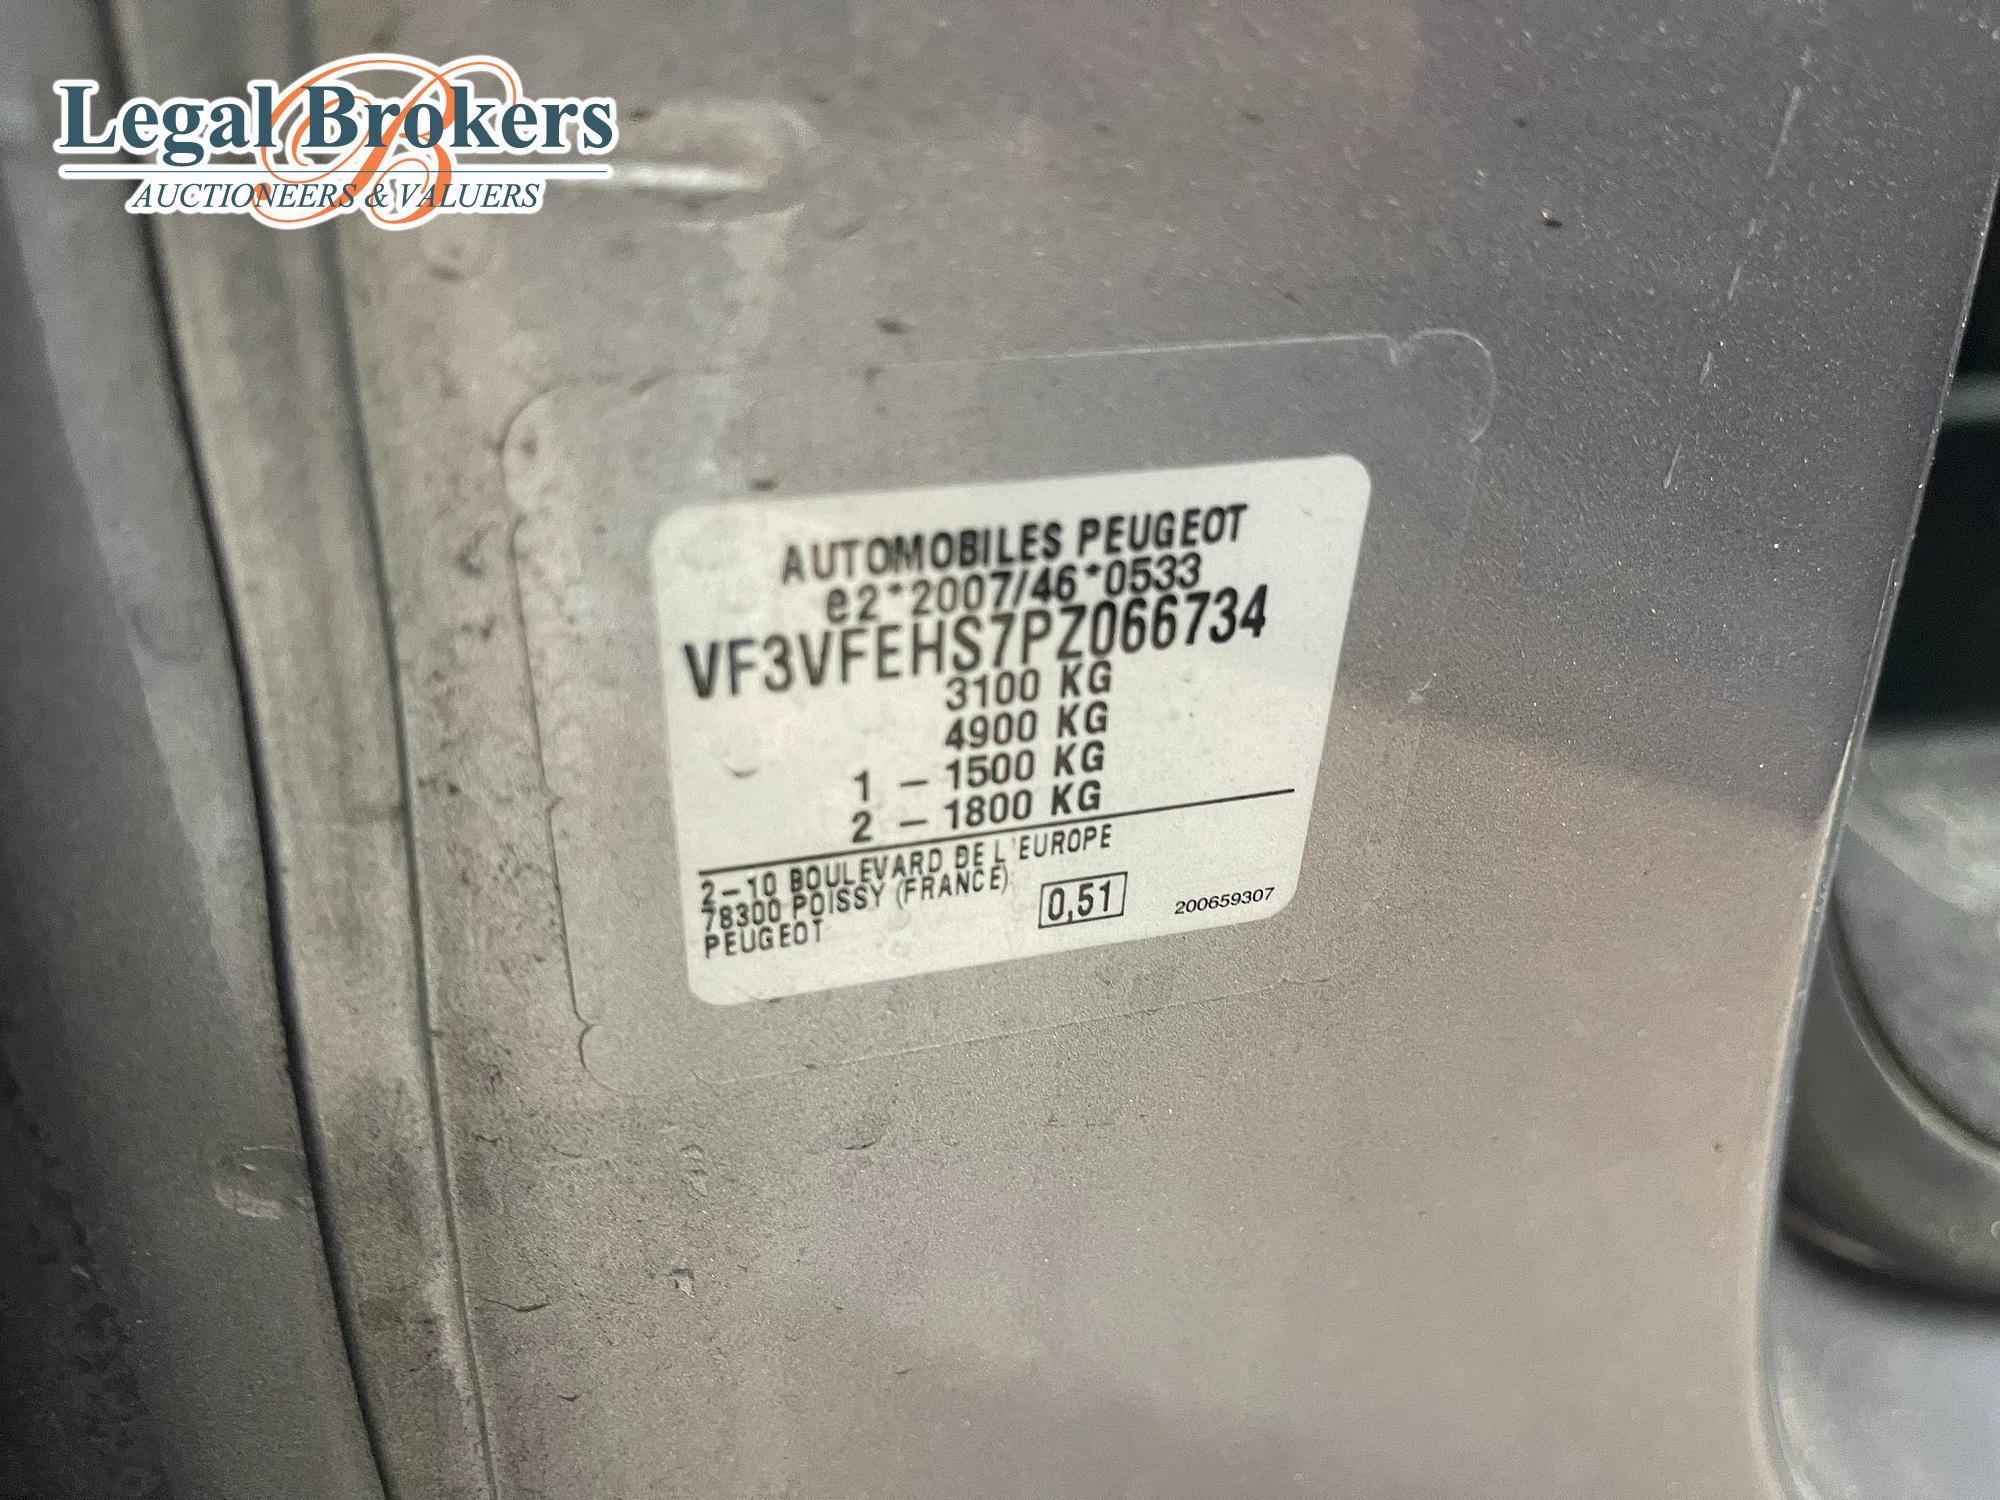 Legal Brokers
AUCTIONEERS & VALUERS
AUTOMOBILES PEUGEOT
e2*2007/46*0533
VF3VFEHS7PZ066734
3100 KG
4900 KG
1 – 1500 KG
2 – 1800 KG
2–10 BOULEVARD DE L'EUROPE
78300 POISSY (FRANCE)
PEUGEOT
0,51
200659307